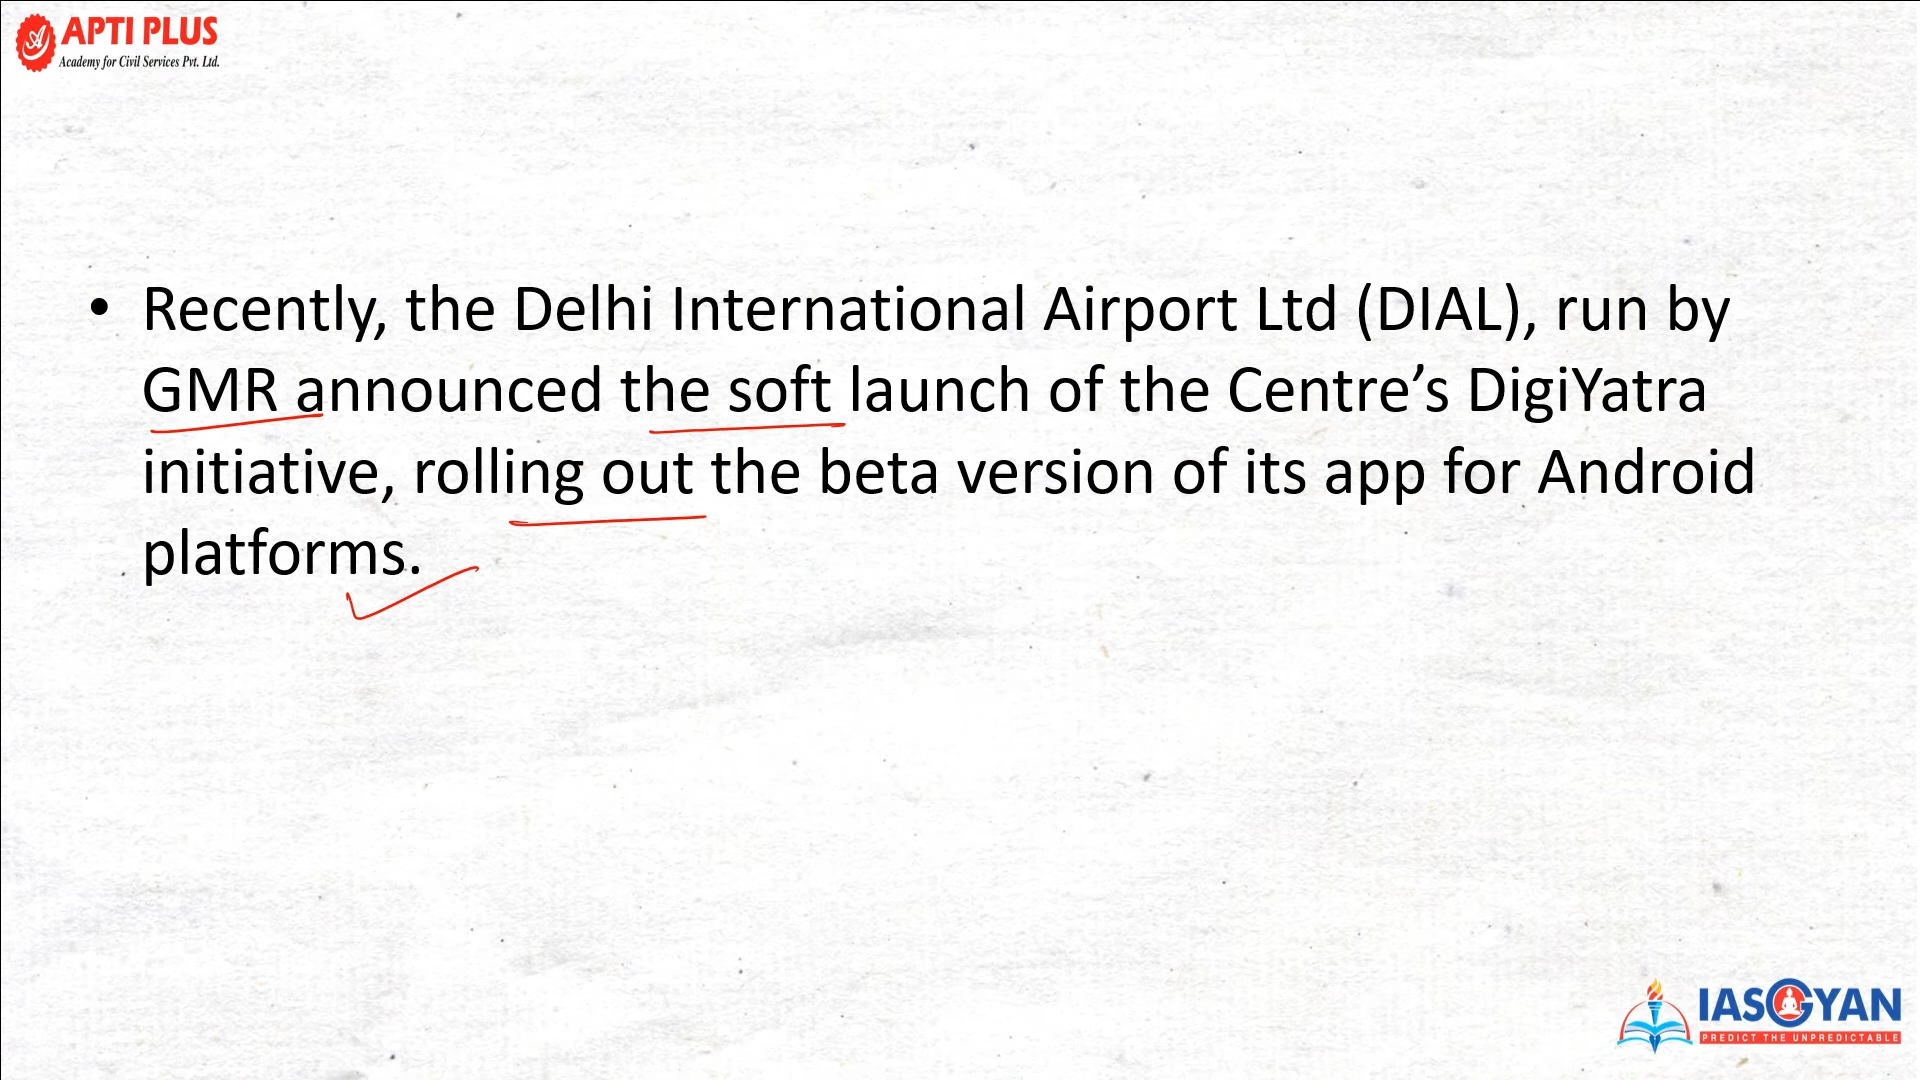 APTI PLUS
Academy for Civil Services Pvt. Ltd.
• Recently, the Delhi International Airport Ltd (DIAL), run by
GMR announced the soft launch of the Centre’s DigiYatra
initiative, rolling out the beta version of its app for Android
platforms.
IASGYAN
PREDICT THE UNPREDICTABLE